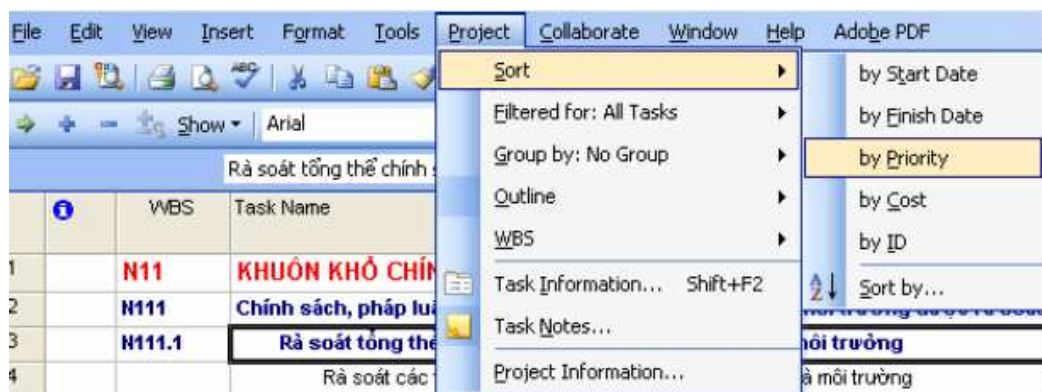 File Edit View Insert Format Tools Project Collaborate Window Help Adobe PDF
Show Arial
Rà soát tổng thể chính
WBS Task Name
1 N11 KHUÔN KHỔ CHÍN
2 N111 Chính sách, pháp luậ
3 N111.1 Rà soát tổng thể môi trường
4 Rà soát các à môi trường
Sort
Filtered for: All Tasks
Group by: No Group
Outline
WBS
Task Information... Shift+F2
Task Notes...
Project Information...
by Start Date
by Finish Date
by Priority
by Cost
by ID
Sort by...